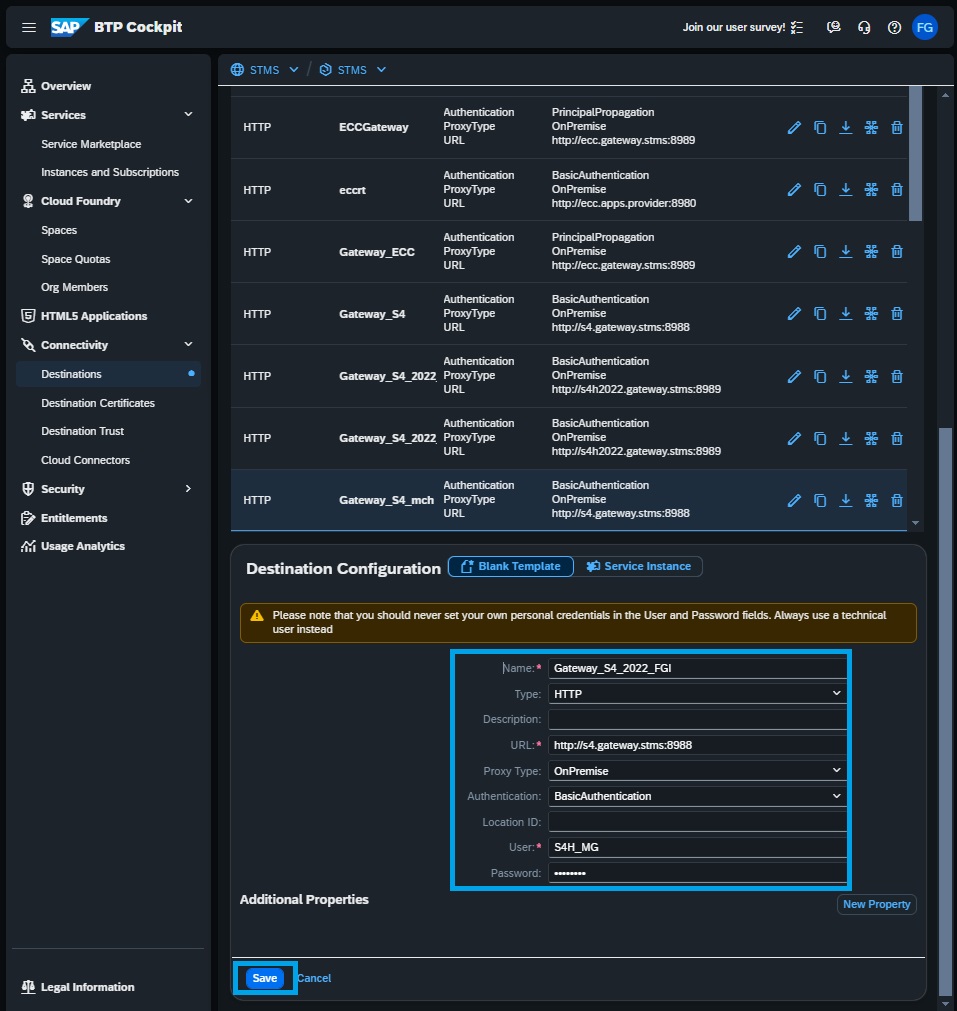 SAP BTP Cockpit
Join our user survey!
FG
Overview
Services
Service Marketplace
Instances and Subscriptions
Cloud Foundry
Spaces
Space Quotas
Org Members
HTML5 Applications
Connectivity
Destinations
Destination Certificates
Destination Trust
Cloud Connectors
Security
Entitlements
Usage Analytics
Legal Information
STMS / STMS
HTTP ECCGateway Authentication PrincipalPropagation
ProxyType OnPremise
URL http://ecc.gateway.stms:8989
HTTP eccrt Authentication BasicAuthentication
ProxyType OnPremise
URL http://ecc.apps.provider:8980
HTTP Gateway_ECC Authentication PrincipalPropagation
ProxyType OnPremise
URL http://ecc.gateway.stms:8989
HTTP Gateway_S4 Authentication BasicAuthentication
ProxyType OnPremise
URL http://s4.gateway.stms:8988
HTTP Gateway_S4_2022_ Authentication BasicAuthentication
ProxyType OnPremise
URL http://s4h2022.gateway.stms:8989
HTTP Gateway_S4_2022_ Authentication BasicAuthentication
ProxyType OnPremise
URL http://s4h2022.gateway.stms:8989
HTTP Gateway_S4_mch Authentication BasicAuthentication
ProxyType OnPremise
URL http://s4.gateway.stms:8988
Destination Configuration Blank Template Service Instance
Please note that you should never set your own personal credentials in the User and Password fields. Always use a technical
user instead
Name:* Gateway_S4_2022_FGI
Type: HTTP
Description:
URL:* http://s4.gateway.stms:8988
Proxy Type: OnPremise
Authentication: BasicAuthentication
Location ID:
User:* S4H_MG
Password: ••••••••
Additional Properties
New Property
Save Cancel